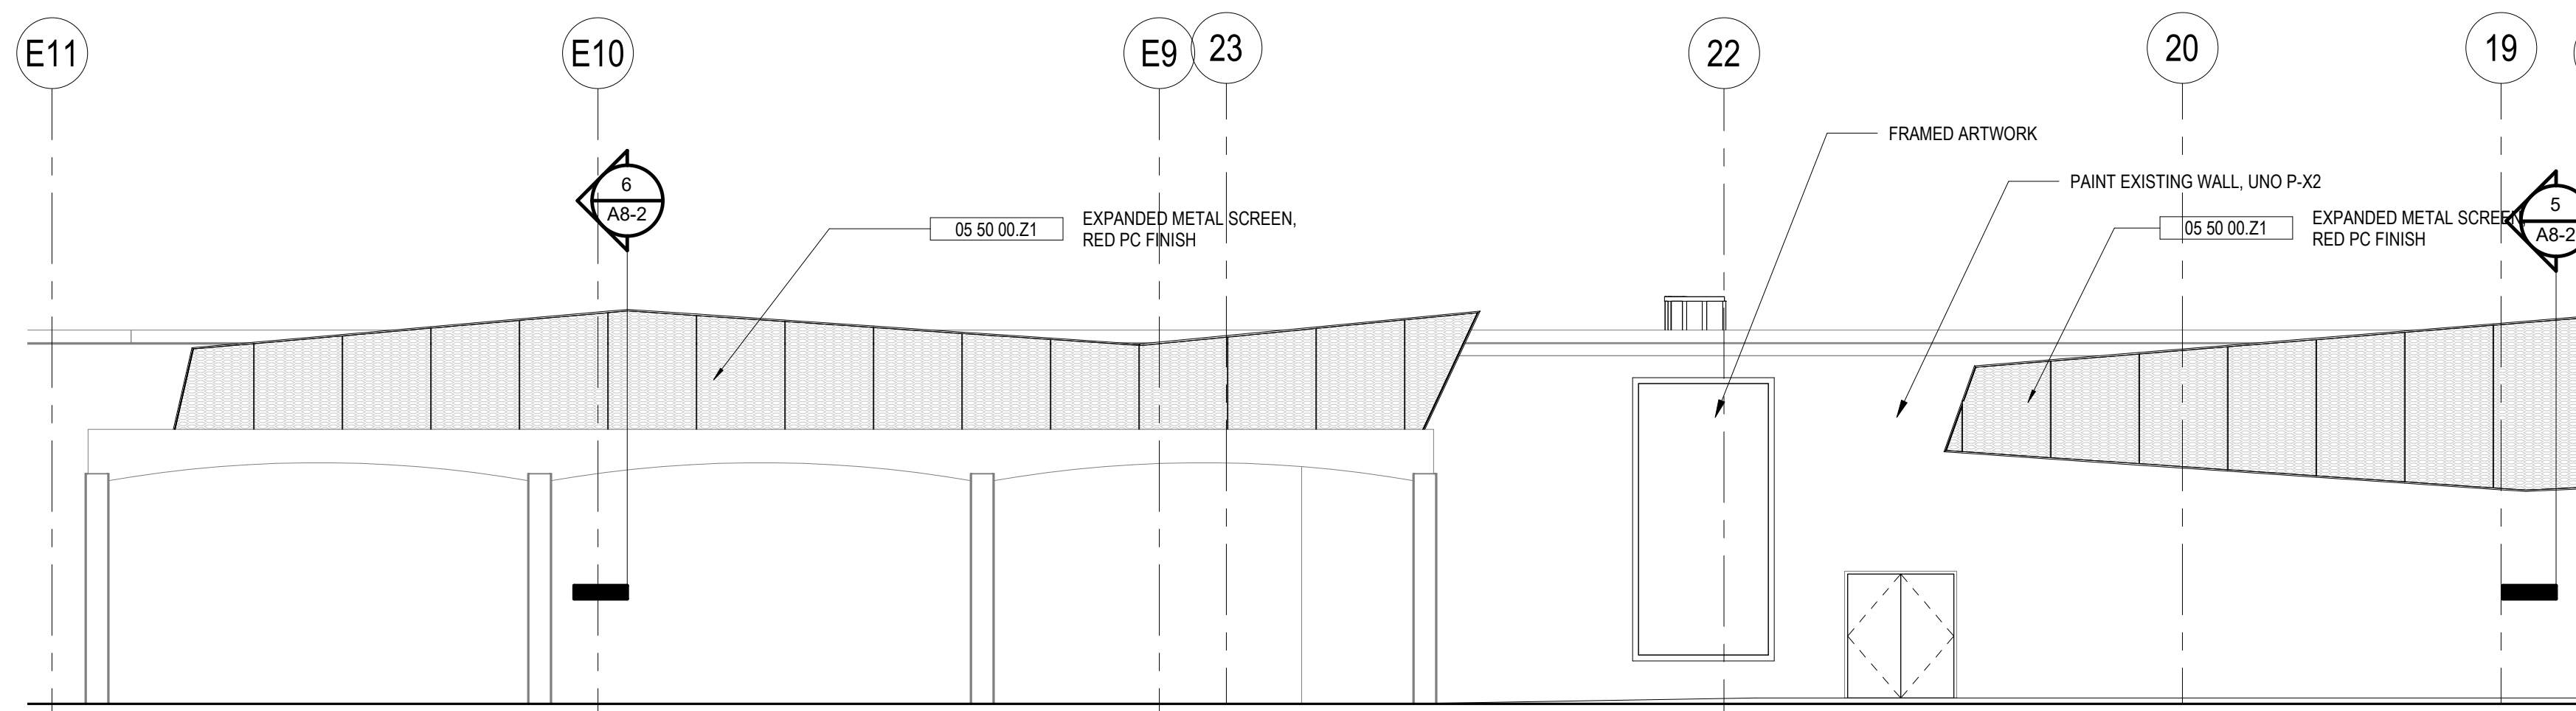 E11
E10
E9
23
22
20
19
FRAMED ARTWORK
PAINT EXISTING WALL, UNO P-X2
6
A8-2
05 50 00.Z1
EXPANDED METAL SCREEN,
RED PC FINISH
05 50 00.Z1
EXPANDED METAL SCREEN,
RED PC FINISH
5
A8-2